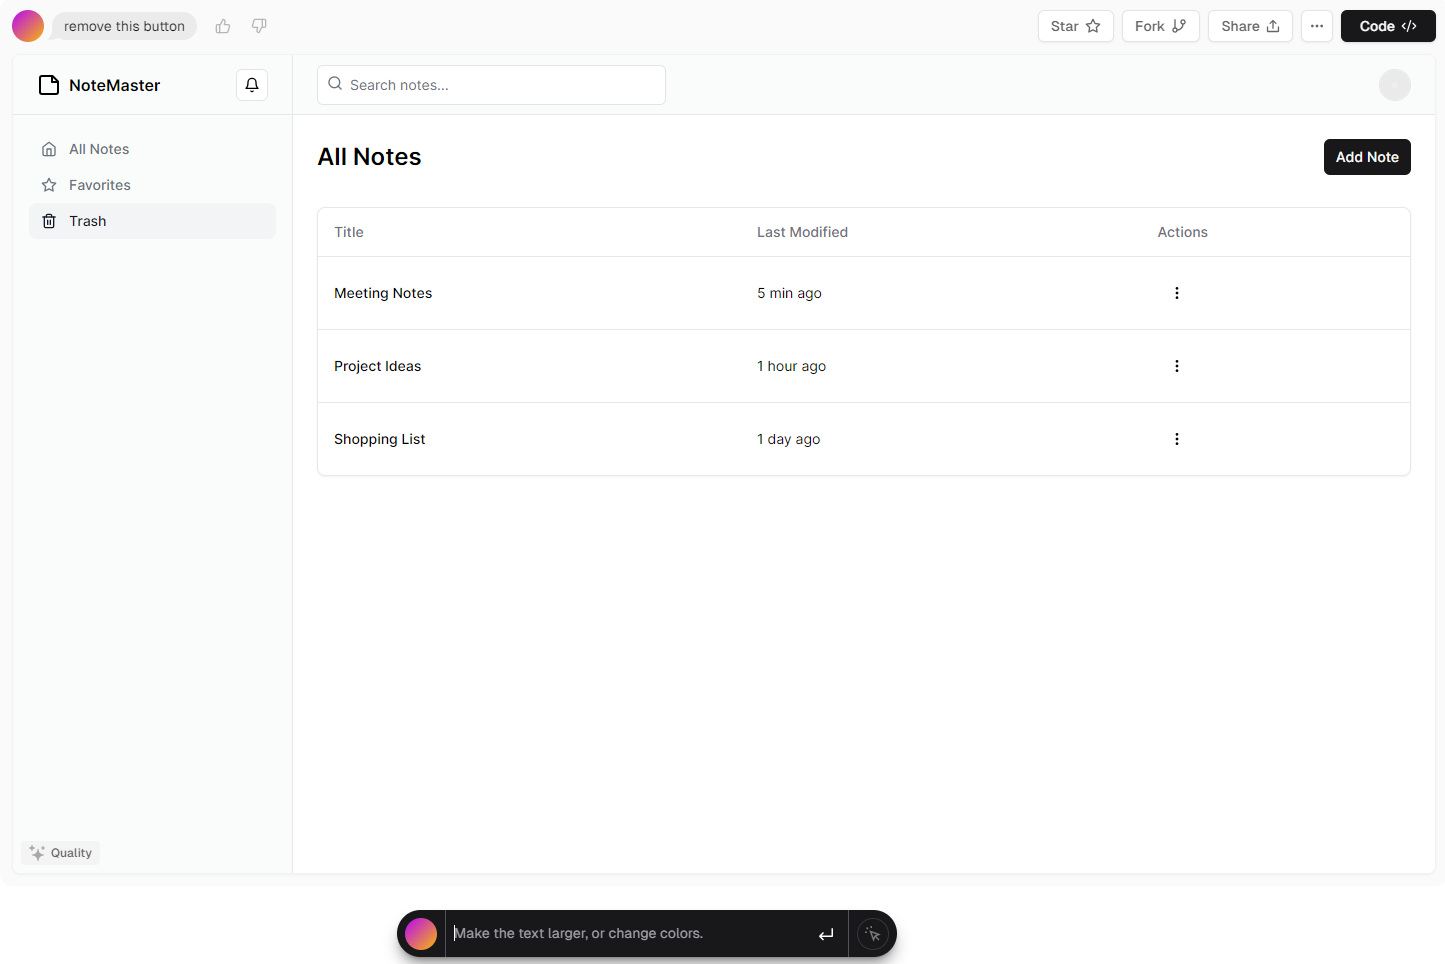 remove this button
Star
Fork
Share
Code
NoteMaster
Search notes...
All Notes
Favorites
Trash
All Notes
Add Note
Title Last Modified Actions
Meeting Notes 5 min ago
Project Ideas 1 hour ago
Shopping List 1 day ago
Quality
Make the text larger, or change colors.